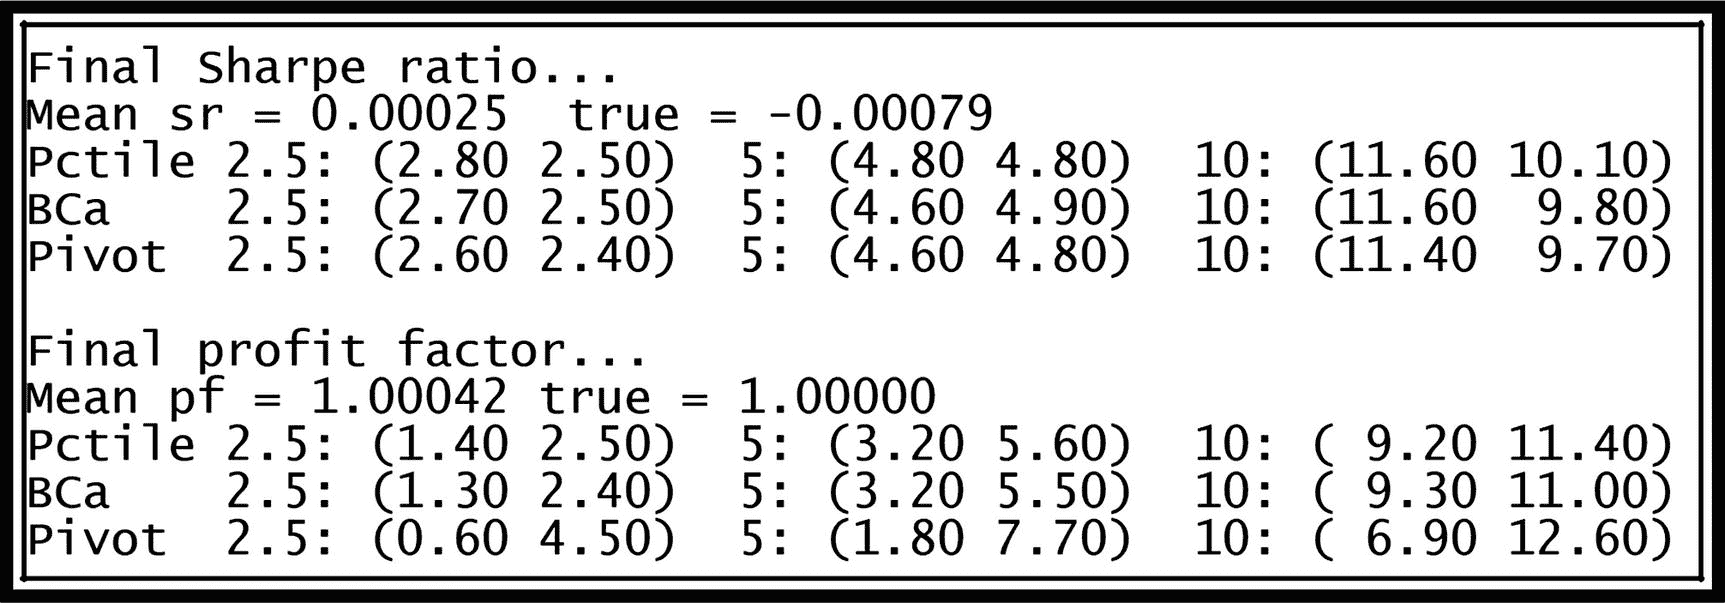 Final Sharpe ratio...
Mean sr = 0.00025  true = -0.00079
Pctile 2.5: (2.80 2.50)  5: (4.80 4.80)  10: (11.60 10.10)
BCa    2.5: (2.70 2.50)  5: (4.60 4.90)  10: (11.60  9.80)
Pivot  2.5: (2.60 2.40)  5: (4.60 4.80)  10: (11.40  9.70)
Final profit factor...
Mean pf = 1.00042 true = 1.00000
Pctile 2.5: (1.40 2.50)  5: (3.20 5.60)  10: ( 9.20 11.40)
BCa    2.5: (1.30 2.40)  5: (3.20 5.50)  10: ( 9.30 11.00)
Pivot  2.5: (0.60 4.50)  5: (1.80 7.70)  10: ( 6.90 12.60)